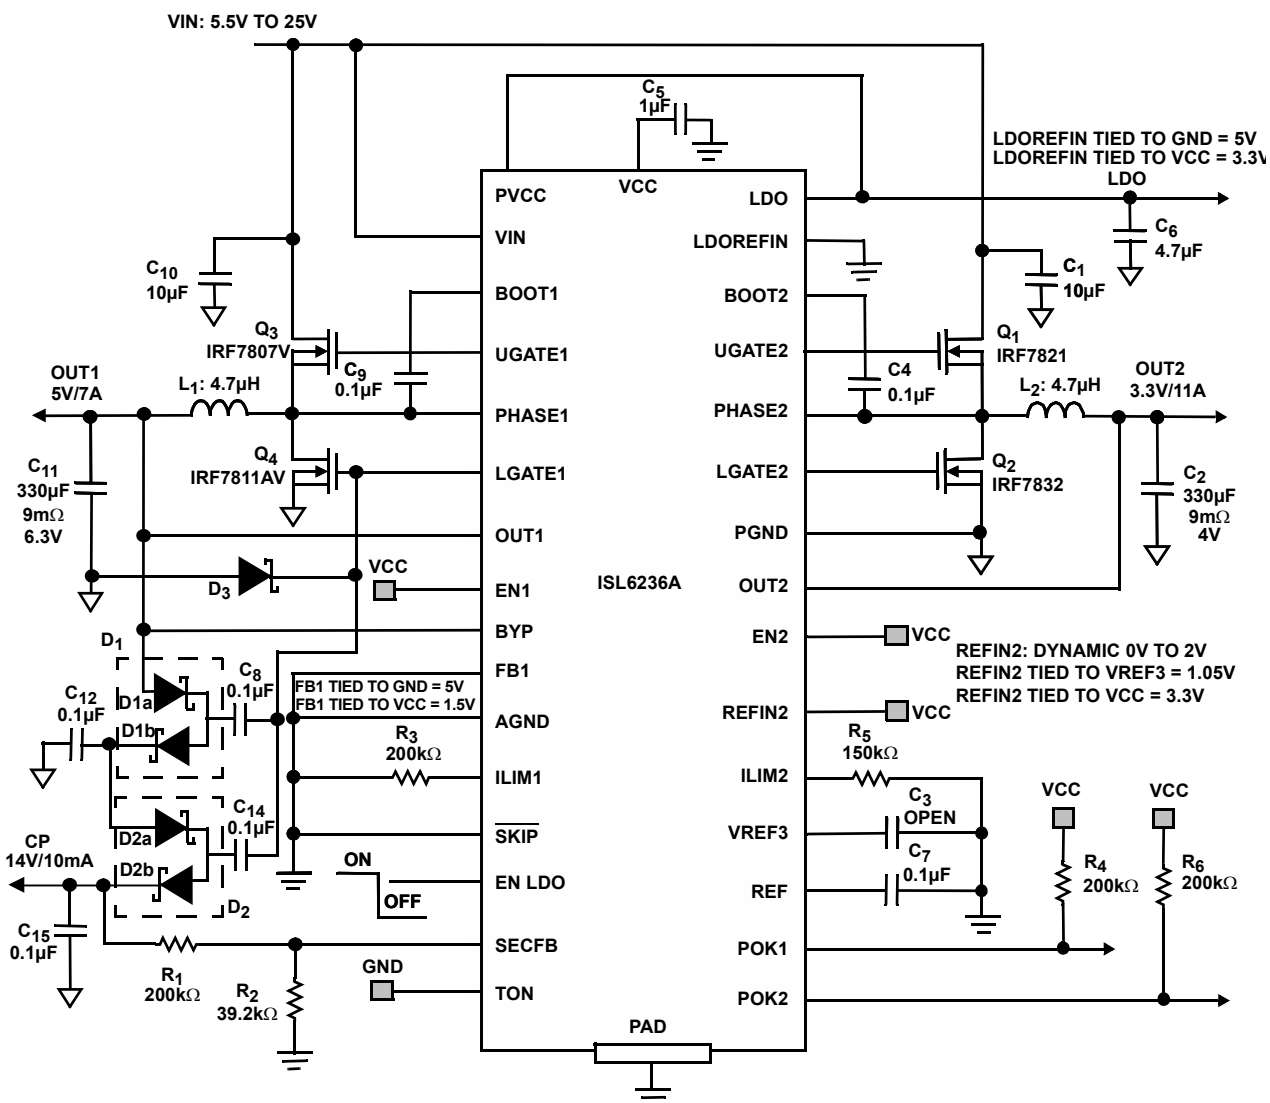 VIN: 5.5V TO 25V
C5
1µF
LDOREFIN TIED TO GND = 5V
LDOREFIN TIED TO VCC = 3.3V
LDO
PVCC
VCC
LDO
VIN
LDOREFIN
C6
4.7µF
C10
10µF
BOOT1
BOOT2
C1
10µF
Q3
IRF7807V
UGATE1
UGATE2
Q1
IRF7821
C9
0.1µF
C4
0.1µF
OUT1
5V/7A
L1: 4.7µH
PHASE1
PHASE2
L2: 4.7µH
OUT2
3.3V/11A
C11
330µF
9mΩ
6.3V
Q4
IRF7811AV
LGATE1
LGATE2
Q2
IRF7832
C2
330µF
9mΩ
4V
OUT1
PGND
D3
VCC
EN1
ISL6236A
OUT2
BYP
EN2
VCC
REFIN2: DYNAMIC 0V TO 2V
REFIN2 TIED TO VREF3 = 1.05V
REFIN2 TIED TO VCC = 3.3V
D1
FB1
C8
0.1µF
FB1 TIED TO GND = 5V
FB1 TIED TO VCC = 1.5V
C12
0.1µF
D1a
D1b
AGND
REFIN2
VCC
R3
200kΩ
ILIM1
ILIM2
R5
150kΩ
C14
0.1µF
D2a
SKIP
VREF3
C3
OPEN
VCC
VCC
CP
14V/10mA
D2b
D2
ON
OFF
EN LDO
REF
C7
0.1µF
R4
200kΩ
R6
200kΩ
C15
0.1µF
SECFB
POK1
R1
200kΩ
R2
39.2kΩ
GND
TON
POK2
PAD